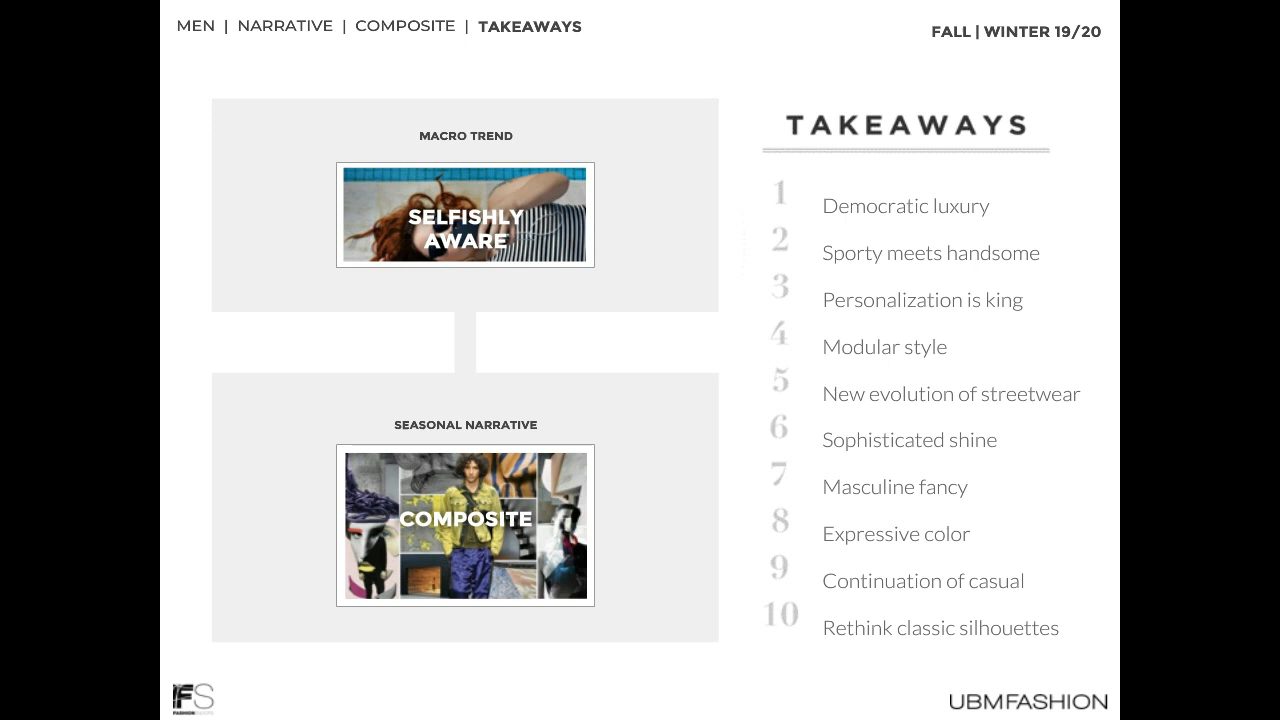 MEN | NARRATIVE | COMPOSITE | TAKEAWAYS
FALL | WINTER 19/20
MACRO TREND
SELFISHLY
AWARE
SEASONAL NARRATIVE
COMPOSITE
TAKEAWAYS
1 Democratic luxury
2 Sporty meets handsome
3 Personalization is king
4 Modular style
5 New evolution of streetwear
6 Sophisticated shine
7 Masculine fancy
8 Expressive color
9 Continuation of casual
10 Rethink classic silhouettes
FS
UBMFASHION